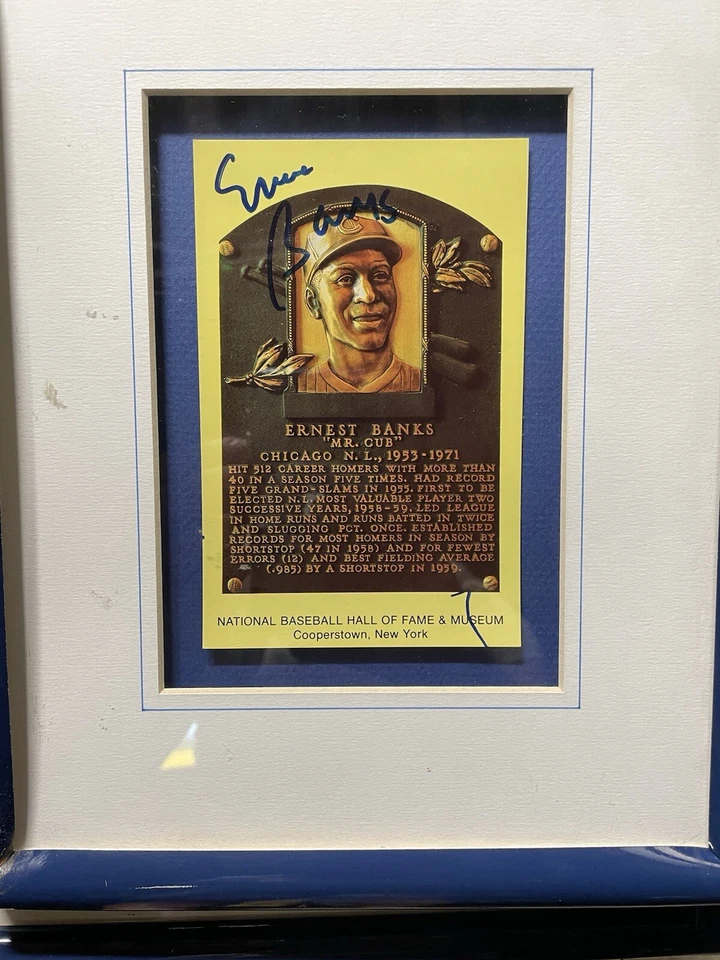 Ernie
Banks
C
ERNEST BANKS
"MR. CUB"
CHICAGO N. L., 1953-1971
HIT 512 CAREER HOMERS WITH MORE THAN
40 IN A SEASON FIVE TIMES. HAD RECORD
FIVE GRAND-SLAMS IN 1955. FIRST TO BE
ELECTED N.L. MOST VALUABLE PLAYER TWO
SUCCESSIVE YEARS, 1958-59. LED LEAGUE
IN HOME RUNS AND RUNS BATTED IN TWICE
AND SLUGGING PCT. ONCE. ESTABLISHED
RECORDS FOR MOST HOMERS IN SEASON BY
SHORTSTOP (47 IN 1958) AND FOR FEWEST
ERRORS (12) AND BEST FIELDING AVERAGE
(.985) BY A SHORTSTOP IN 1959.
NATIONAL BASEBALL HALL OF FAME & MUSEUM
Cooperstown, New York